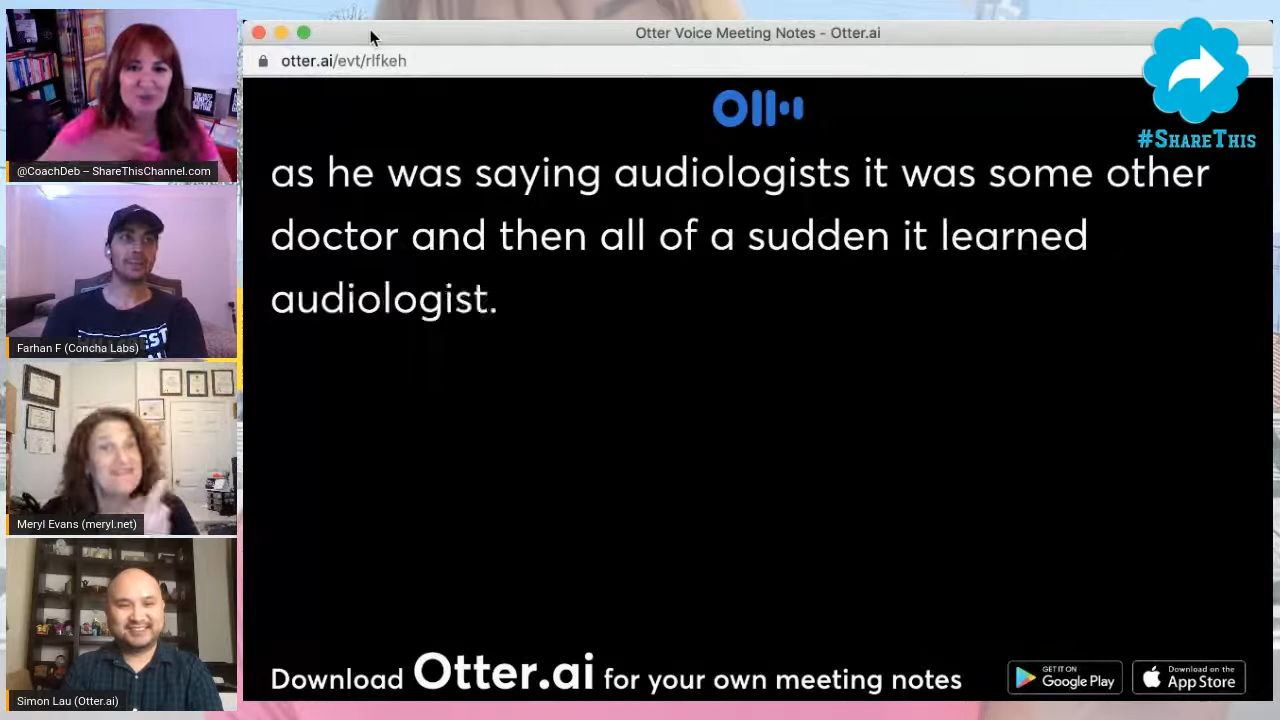 Otter Voice Meeting Notes - Otter.ai
otter.ai/evt/rlfkeh
#SHARETHIS
as he was saying audiologists it was some other
doctor and then all of a sudden it learned
audiologist.
@CoachDeb – ShareThisChannel.com
Farhan F (Concha Labs)
Meryl Evans (meryl.net)
Simon Lau (Otter.ai)
Download Otter.ai for your own meeting notes
GET IT ON
Google Play
Download on the
App Store